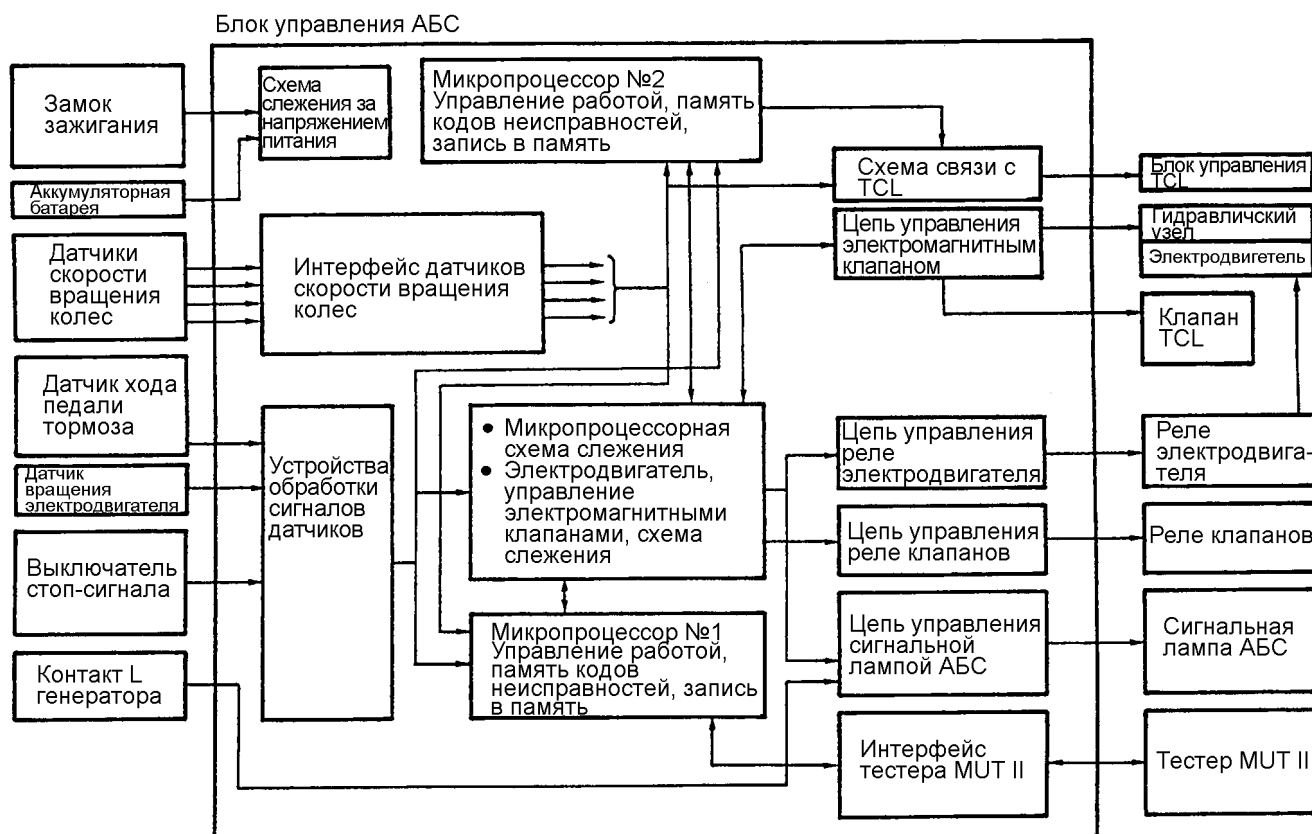 Блок управления АБС
Замок
зажигания
Аккумуляторная
батарея
Датчики
скорости
вращения
колес
Датчик хода
педали
тормоза
Датчик
вращения
электродвигателя
Выключатель
стоп-сигнала
Контакт L
генератора
Схема
слежения за
напряжением
питания
Интерфейс датчиков
скорости вращения
колес
Устройства
обработки
сигналов
датчиков
Микропроцессор №2
Управление работой, память
кодов неисправностей,
запись в память
• Микропроцессорная
схема слежения
• Электродвигатель,
управление
электромагнитными
клапанами, схема
слежения
Микропроцессор №1
Управление работой,
память кодов
неисправностей, запись
в память
Схема связи с
TCL
Цепь управления
электромагнитным
клапаном
Цепь управления
реле
электродвигателя
Цепь управления
реле клапанов
Цепь управления
сигнальной
лампой АБС
Интерфейс
тестера MUT II
Блок управления
TCL
Гидравличский
узел
Электродвигетель
Клапан
TCL
Реле
электродвига-
теля
Реле клапанов
Сигнальная
лампа АБС
Тестер MUT II